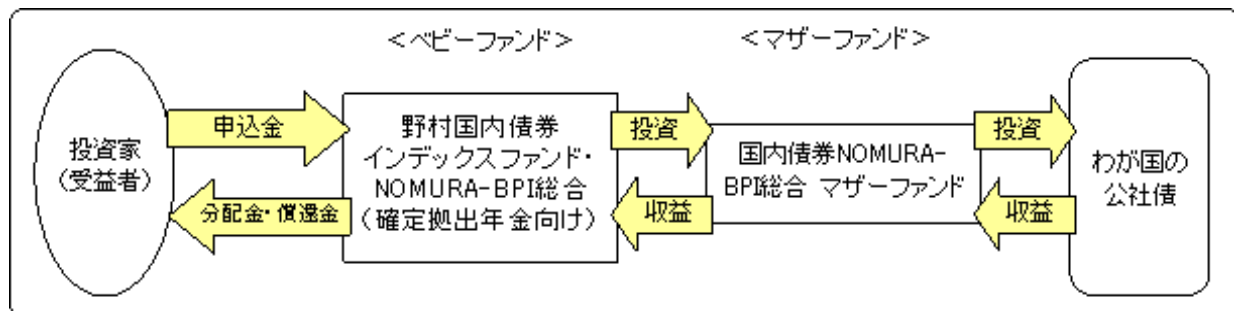 ＜ベビーファンド＞
＜マザーファンド＞
投資家
（受益者）
申込金
分配金・償還金
野村国内債券
インデックスファンド・
NOMURA-BPI総合
（確定拠出年金向け）
投資
収益
国内債券NOMURA-
BPI総合 マザーファンド
投資
収益
わが国の
公社債